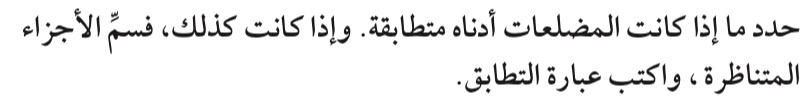 حدد ما إذا كانت المضلعات أدناه متطابقة. وإذا كانت كذلك، فسمِّ الأجزاء
المتناظرة ، واكتب عبارة التطابق.